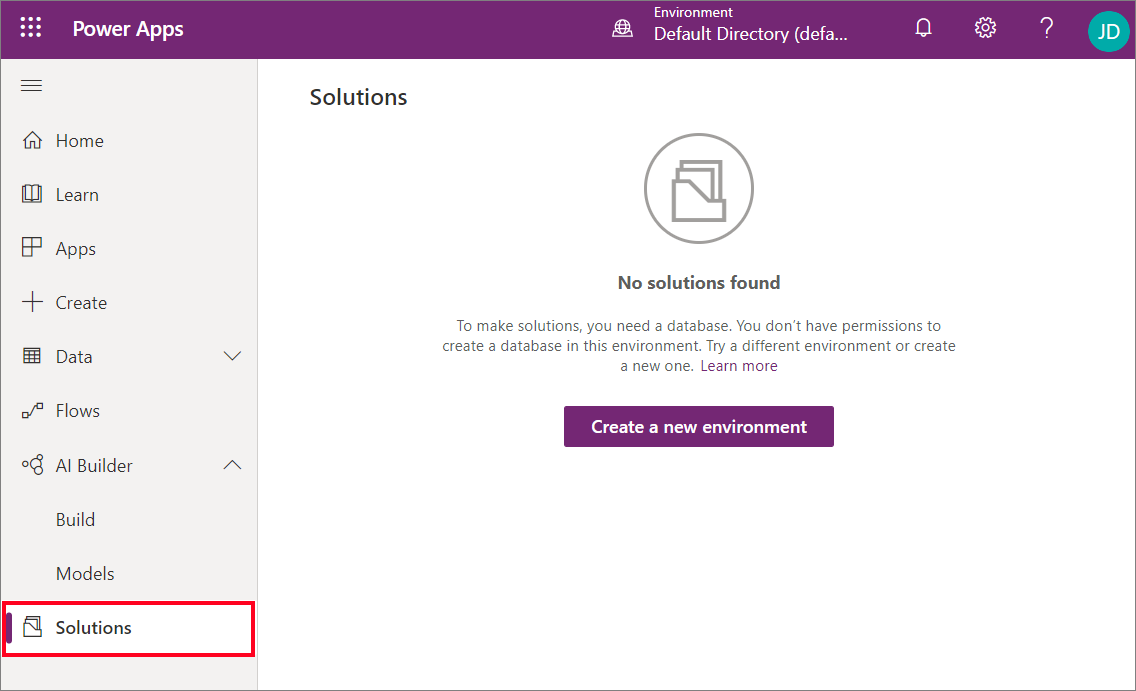 Power Apps
Environment
Default Directory (defa...
?
JD
Home
Learn
Apps
Create
Data
Flows
AI Builder
Build
Models
Solutions
Solutions
No solutions found
To make solutions, you need a database. You don’t have permissions to
create a database in this environment. Try a different environment or create
a new one. Learn more
Create a new environment